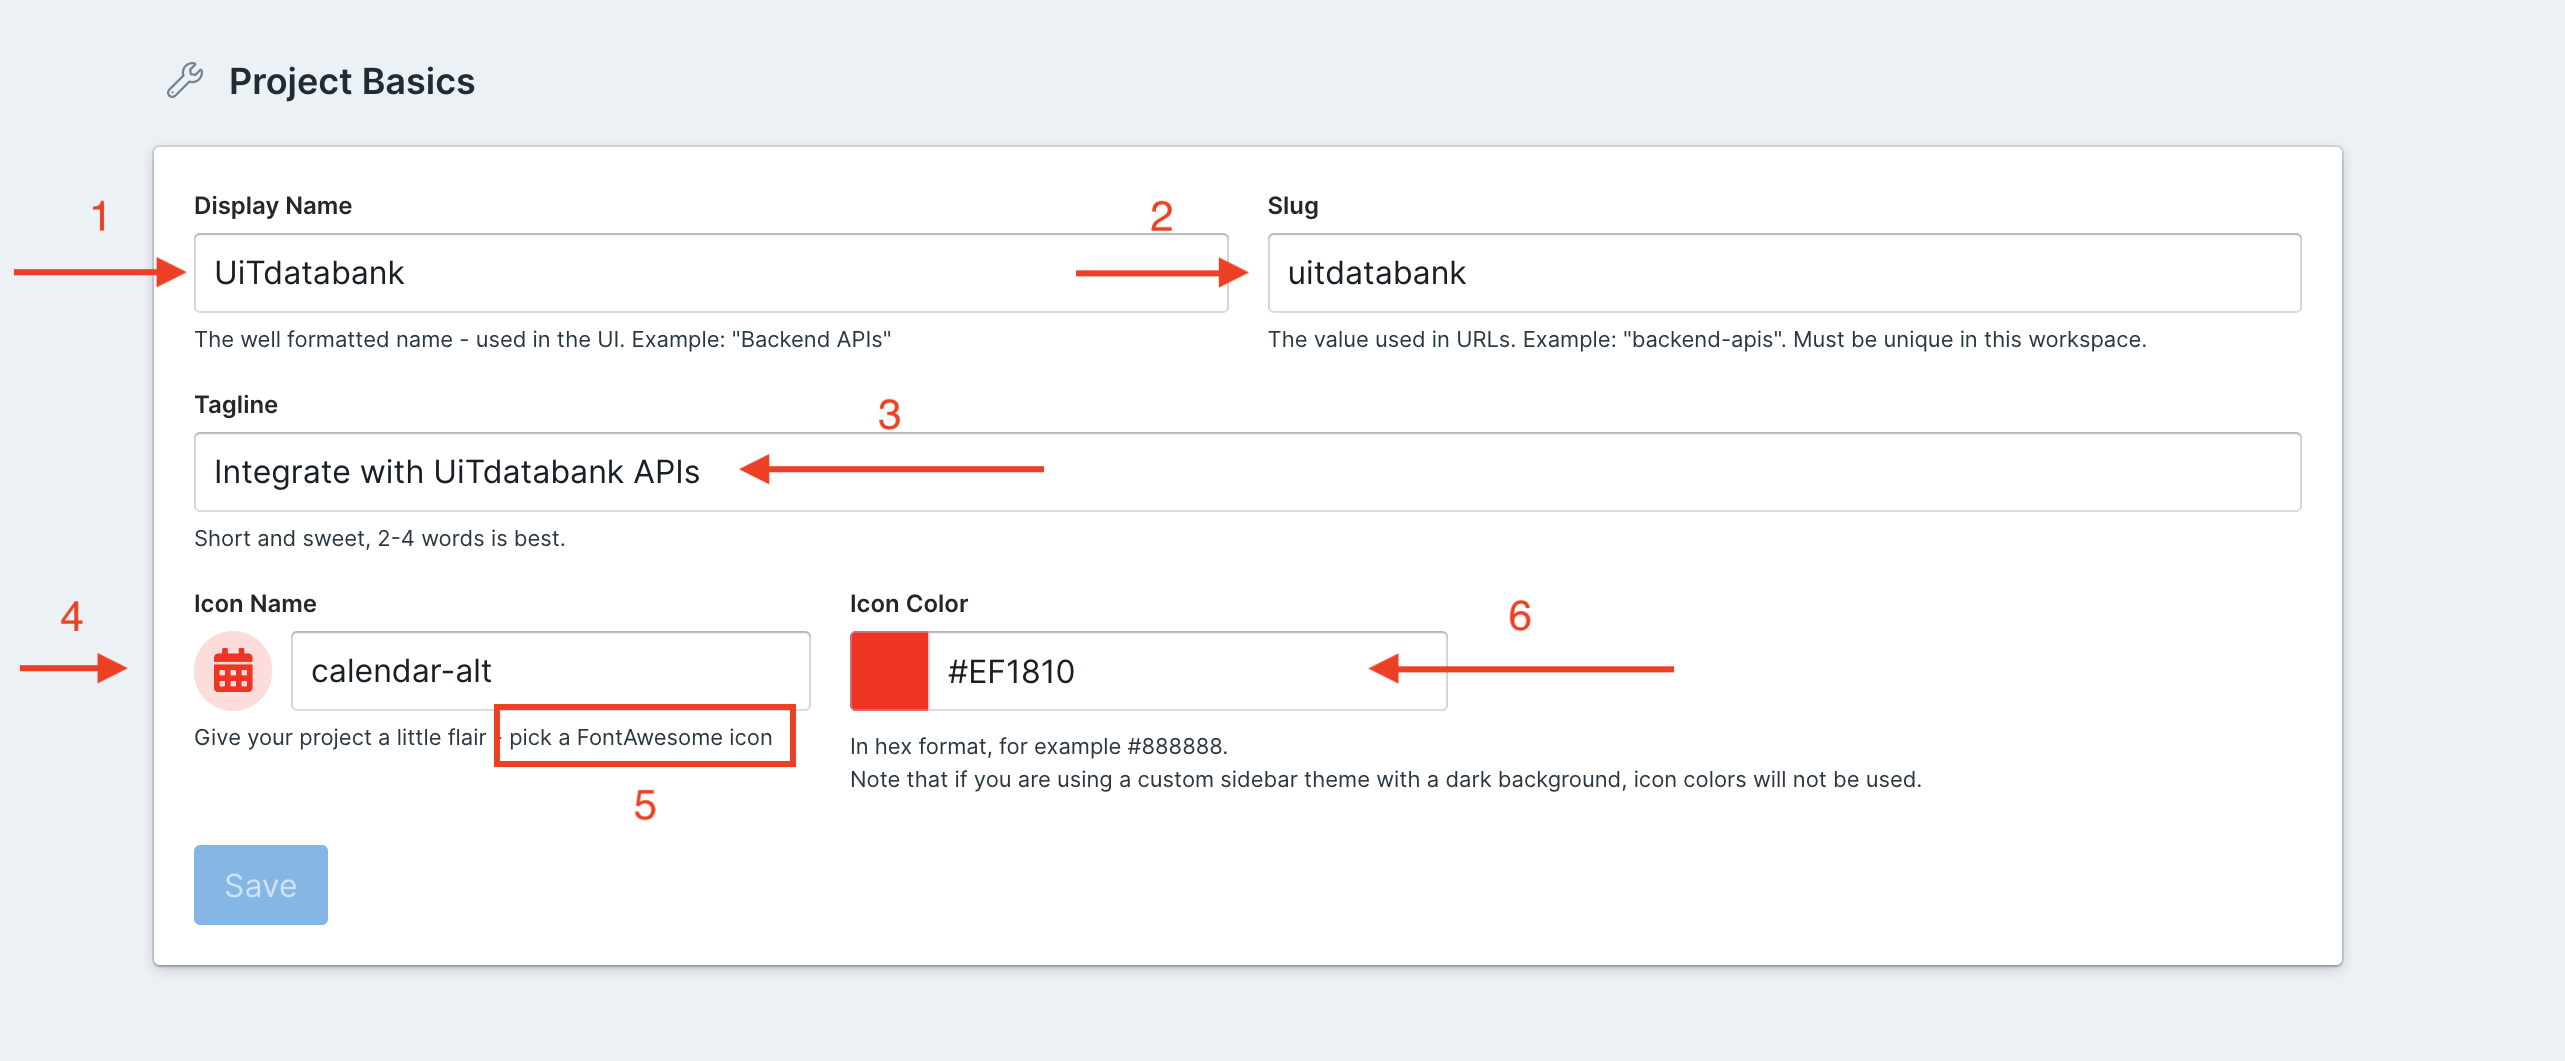 Project Basics
1
Display Name
2
Slug
UiTdatabank
uitdatabank
The well formatted name - used in the UI. Example: "Backend APIs"
The value used in URLs. Example: "backend-apis". Must be unique in this workspace.
Tagline
3
Integrate with UiTdatabank APIs
Short and sweet, 2-4 words is best.
4
Icon Name
Icon Color
6
calendar-alt
#EF1810
Give your project a little flair - pick a FontAwesome icon
In hex format, for example #888888.
Note that if you are using a custom sidebar theme with a dark background, icon colors will not be used.
5
Save